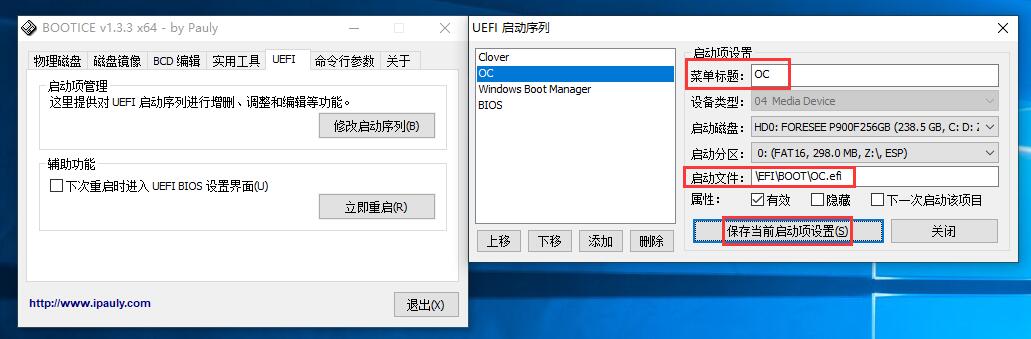 BOOTICE v1.3.3 x64 - by Pauly
物理磁盘 磁盘镜像 BCD 编辑 实用工具 UEFI 命令行参数 关于
启动项管理
这里提供对 UEFI 启动序列进行增删、调整和编辑等功能。
修改启动序列(B)
辅助功能
下次重启时进入 UEFI BIOS 设置界面(U)
立即重启(R)
http://www.ipauly.com
退出(X)
UEFI 启动序列
Clover
OC
Windows Boot Manager
BIOS
上移 下移 添加 删除
启动项设置
菜单标题: OC
设备类型: 04 Media Device
启动磁盘: HD0: FORESEE P900F256GB (238.5 GB, C: D:
启动分区: 0: (FAT16, 298.0 MB, Z:\, ESP)
启动文件: \EFI\BOOT\OC.efi
属性: 有效 隐藏 下一次启动该项目
保存当前启动项设置(S) 关闭